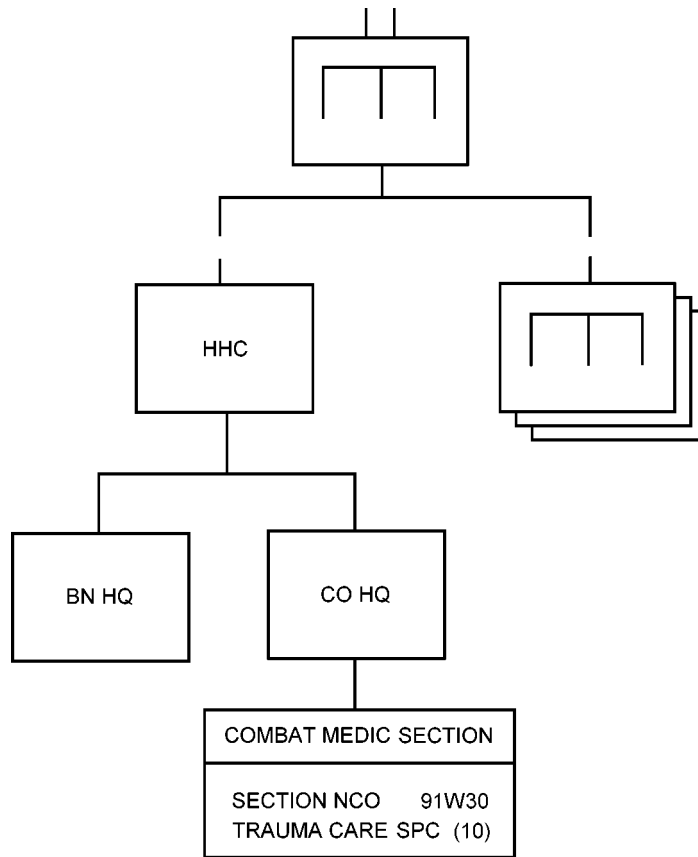 HHC
BN HQ
CO HQ
COMBAT MEDIC SECTION
SECTION NCO 91W30
TRAUMA CARE SPC (10)